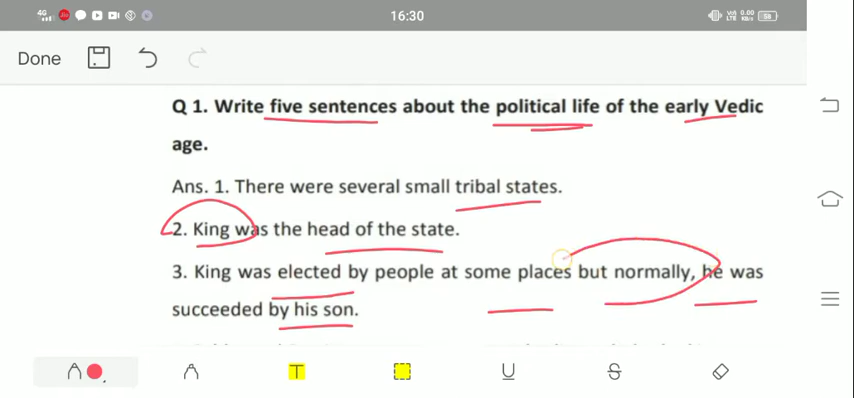 16:30
Done
Q 1. Write five sentences about the political life of the early Vedic
age.
Ans. 1. There were several small tribal states.
2. King was the head of the state.
3. King was elected by people at some places but normally, he was
succeeded by his son.